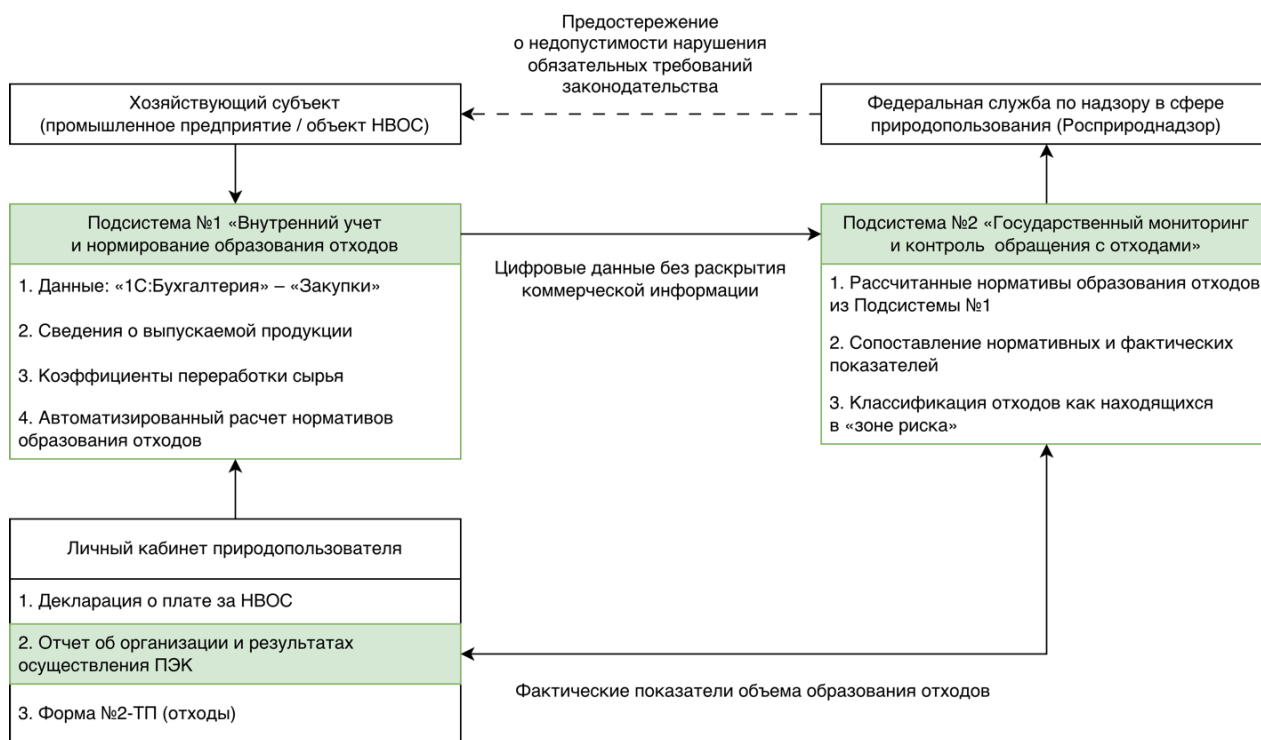 Предостережение
о недопустимости нарушения
обязательных требований
законодательства
Хозяйствующий субъект
(промышленное предприятие / объект НВОС)
Федеральная служба по надзору в сфере
природопользования (Росприроднадзор)
Подсистема №1 «Внутренний учет
и нормирование образования отходов
1. Данные: «1С:Бухгалтерия» – «Закупки»
2. Сведения о выпускаемой продукции
3. Коэффициенты переработки сырья
4. Автоматизированный расчет нормативов
образования отходов
Цифровые данные без раскрытия
коммерческой информации
Подсистема №2 «Государственный мониторинг
и контроль обращения с отходами»
1. Рассчитанные нормативы образования отходов
из Подсистемы №1
2. Сопоставление нормативных и фактических
показателей
3. Классификация отходов как находящихся
в «зоне риска»
Личный кабинет природопользователя
1. Декларация о плате за НВОС
2. Отчет об организации и результатах
осуществления ПЭК
3. Форма №2-ТП (отходы)
Фактические показатели объема образования отходов